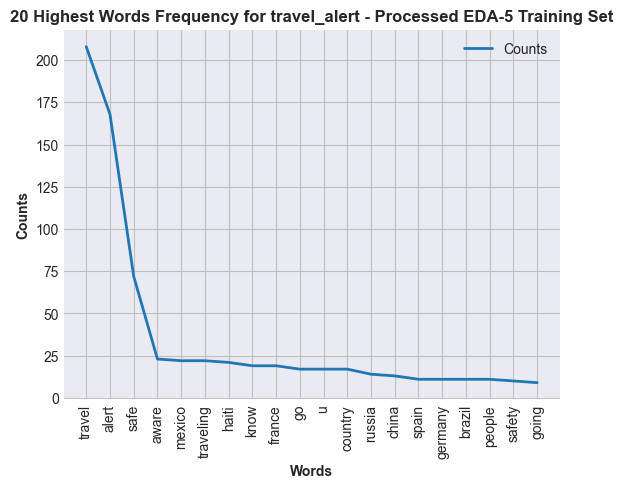 20 Highest Words Frequency for travel_alert - Processed EDA-5 Training Set
Counts
200
175
150
125
100
75
50
25
0
Counts
travel
alert
safe
aware
mexico
traveling
haiti
know
france
go
u
country
russia
china
spain
germany
brazil
people
safety
going
Words